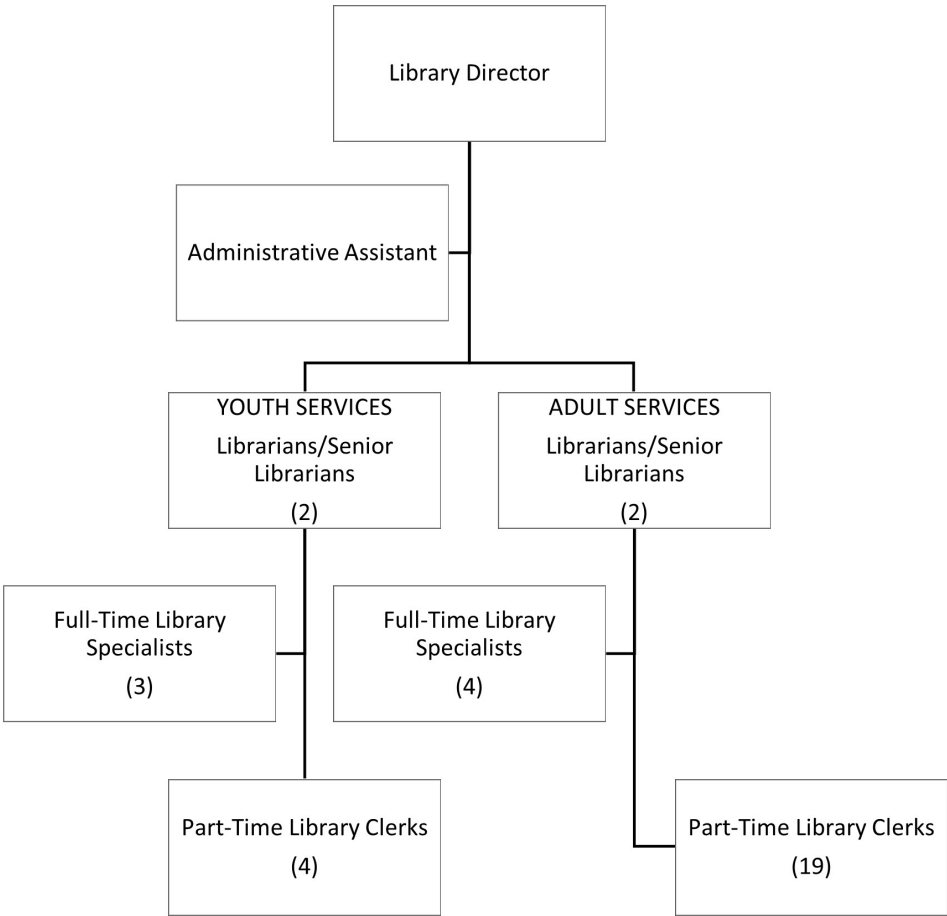 Library Director
Administrative Assistant
YOUTH SERVICES
Librarians/Senior
Librarians
(2)
ADULT SERVICES
Librarians/Senior
Librarians
(2)
Full-Time Library
Specialists
(3)
Full-Time Library
Specialists
(4)
Part-Time Library Clerks
(4)
Part-Time Library Clerks
(19)